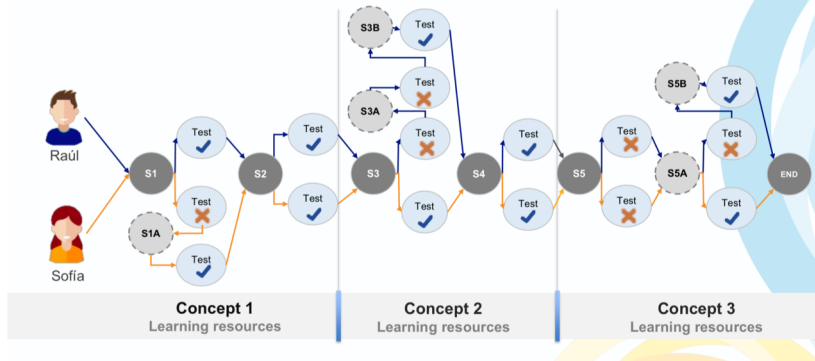 S3B
Test
Test
S3A
S5B
Test
Raúl
Test
Test
Test
Test
Test
Test
S1
S2
S3
S4
S5
S5A
END
Test
Test
Test
Test
Test
Sofía
S1A
Test
Concept 1
Learning resources
Concept 2
Learning resources
Concept 3
Learning resources